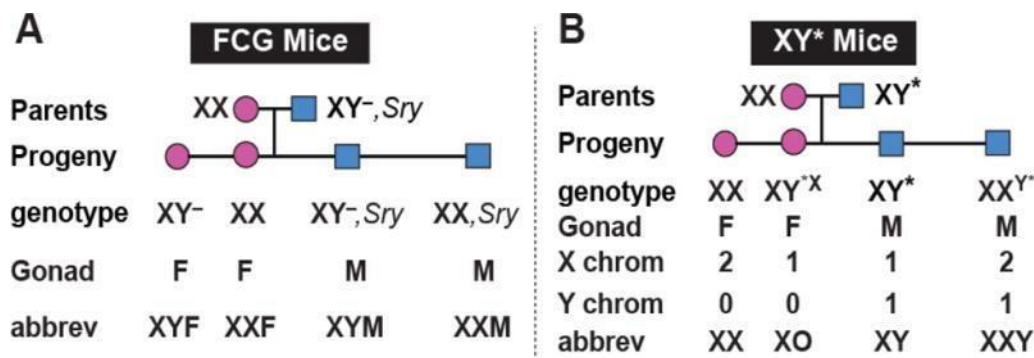 A
FCG Mice
Parents XX XY–,Sry
Progeny
genotype XY– XX XY–,Sry XX,Sry
Gonad F F M M
abbrev XYF XXF XYM XXM
B
XY* Mice
Parents XX XY*
Progeny
genotype XX XY*X XY* XXY*
Gonad F F M M
X chrom 2 1 1 2
Y chrom 0 0 1 1
abbrev XX XO XY XXY